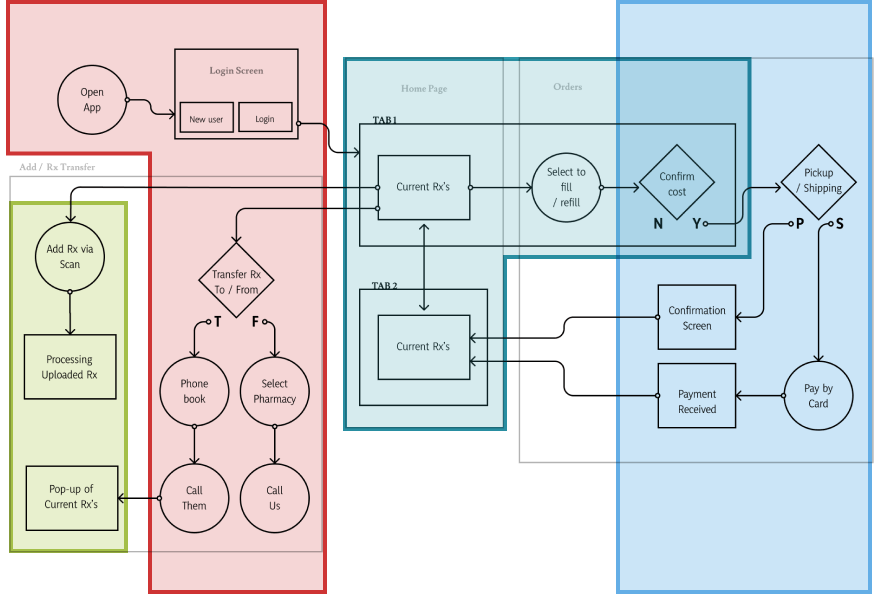 Login Screen
Open
App
New user
Login
Home Page
Orders
TAB 1
Add / Rx Transfer
Current Rx's
Select to
fill
/ refill
Confirm
cost
Pickup
/ Shipping
N
Y
P
S
Add Rx via
Scan
Transfer Rx
To / From
TAB 2
Current Rx's
Confirmation
Screen
T
F
Processing
Uploaded Rx
Phone
book
Select
Pharmacy
Payment
Received
Pay by
Card
Pop-up of
Current Rx's
Call
Them
Call
Us